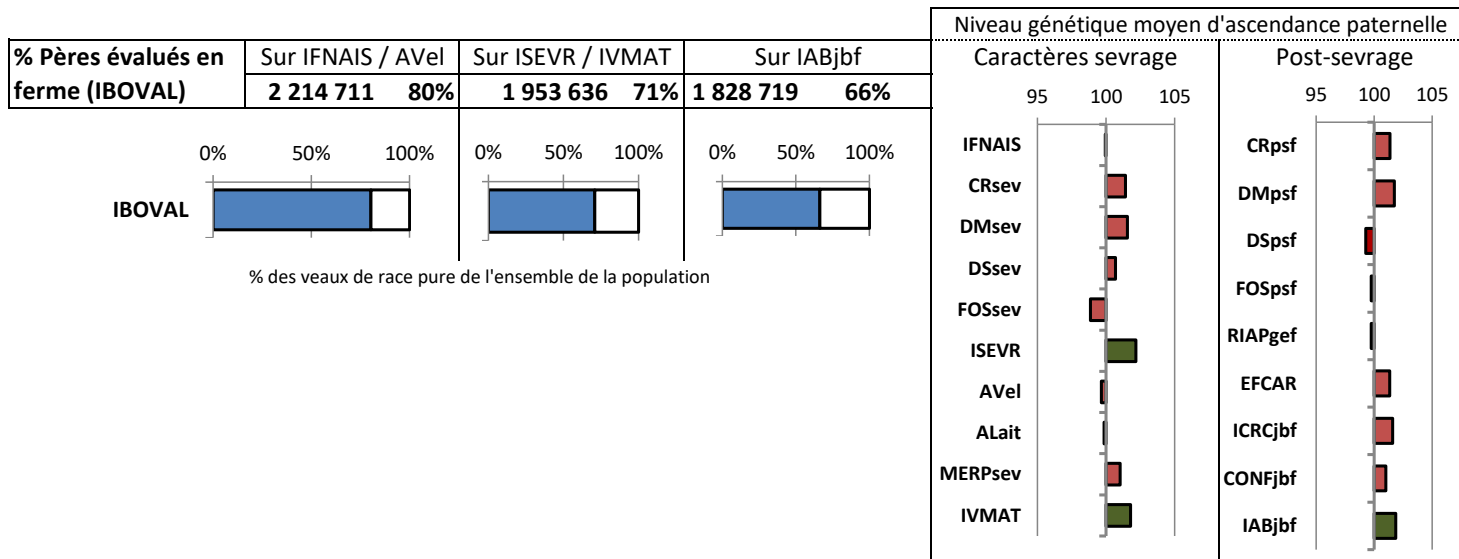 Niveau génétique moyen d'ascendance paternelle
% Pères évalués en ferme (IBOVAL)
Sur IFNAIS / AVel
Sur ISEVR / IVMAT
Sur IABjbf
2 214 711 80%
1 953 636 71%
1 828 719 66%
0% 50% 100%
0% 50% 100%
0% 50% 100%
IBOVAL
% des veaux de race pure de l'ensemble de la population
Caractères sevrage
95 100 105
IFNAIS
CRsev
DMsev
DSsev
FOSsev
ISEVR
AVel
ALait
MERPsev
IVMAT
Post-sevrage
95 100 105
CRpsf
DMpsf
DSpsf
FOSpsf
RIAPgef
EFCAR
ICRCjbf
CONFjbf
IABjbf